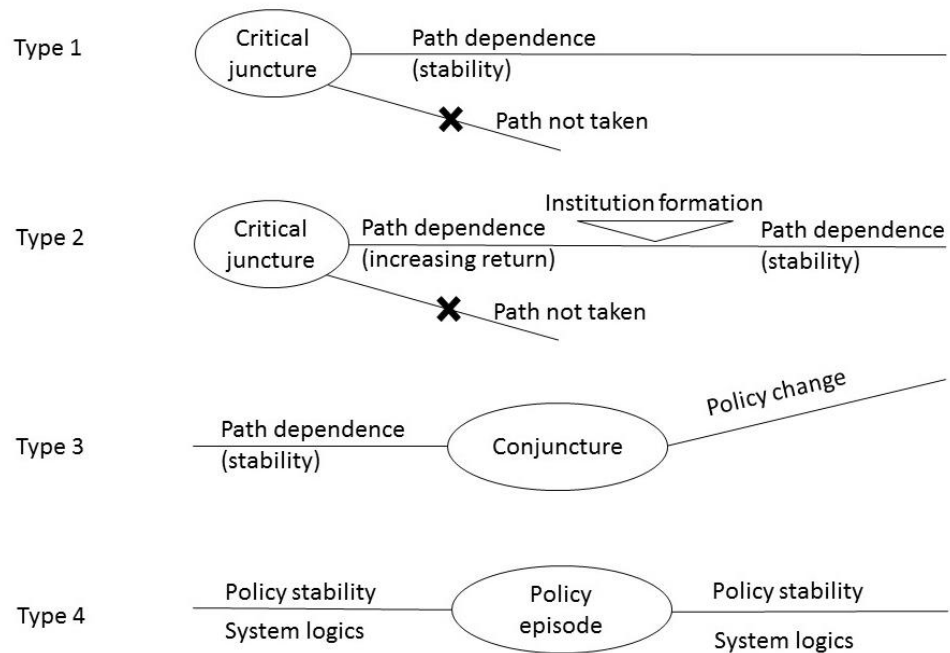 Type 1
Critical
juncture
Path dependence
(stability)
Path not taken
Type 2
Critical
juncture
Path dependence
(increasing return)
Institution formation
Path dependence
(stability)
Path not taken
Type 3
Path dependence
(stability)
Conjuncture
Policy change
Type 4
Policy stability
System logics
Policy
episode
Policy stability
System logics